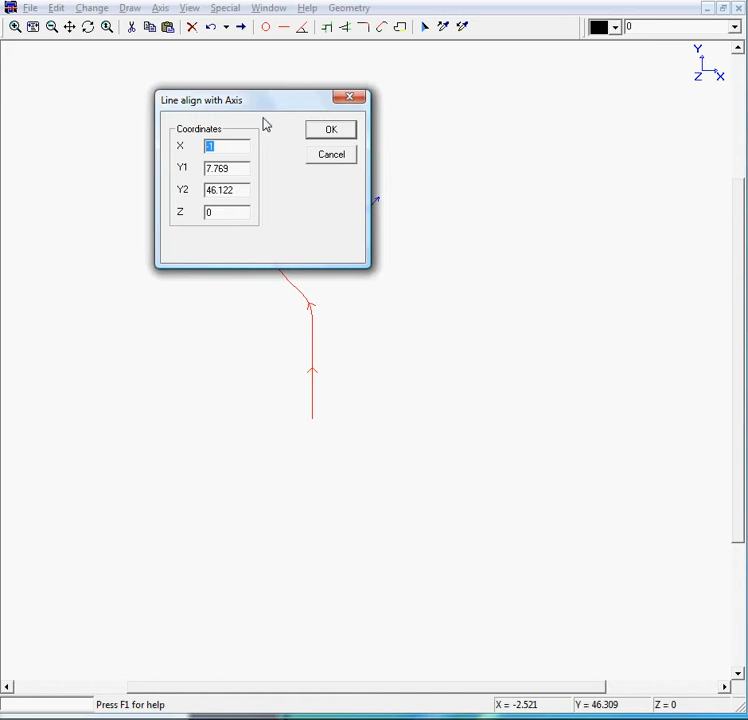 File Edit Change Draw Axis View Special Window Help Geometry
0
Y
Z X
Line align with Axis
Coordinates
X -1
Y1 7.769
Y2 46.122
Z 0
OK
Cancel
Press F1 for help X = -2.521 Y = 46.309 Z = 0